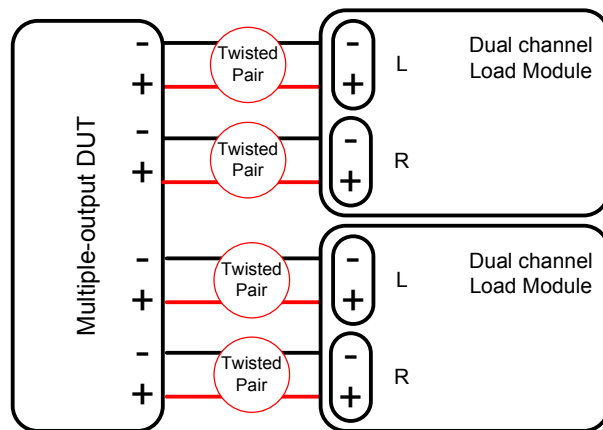 Multiple-output DUT
-
+
-
+
-
+
-
+
Twisted
Pair
Twisted
Pair
Twisted
Pair
Twisted
Pair
-
+
L
-
+
R
Dual channel
Load Module
-
+
L
-
+
R
Dual channel
Load Module